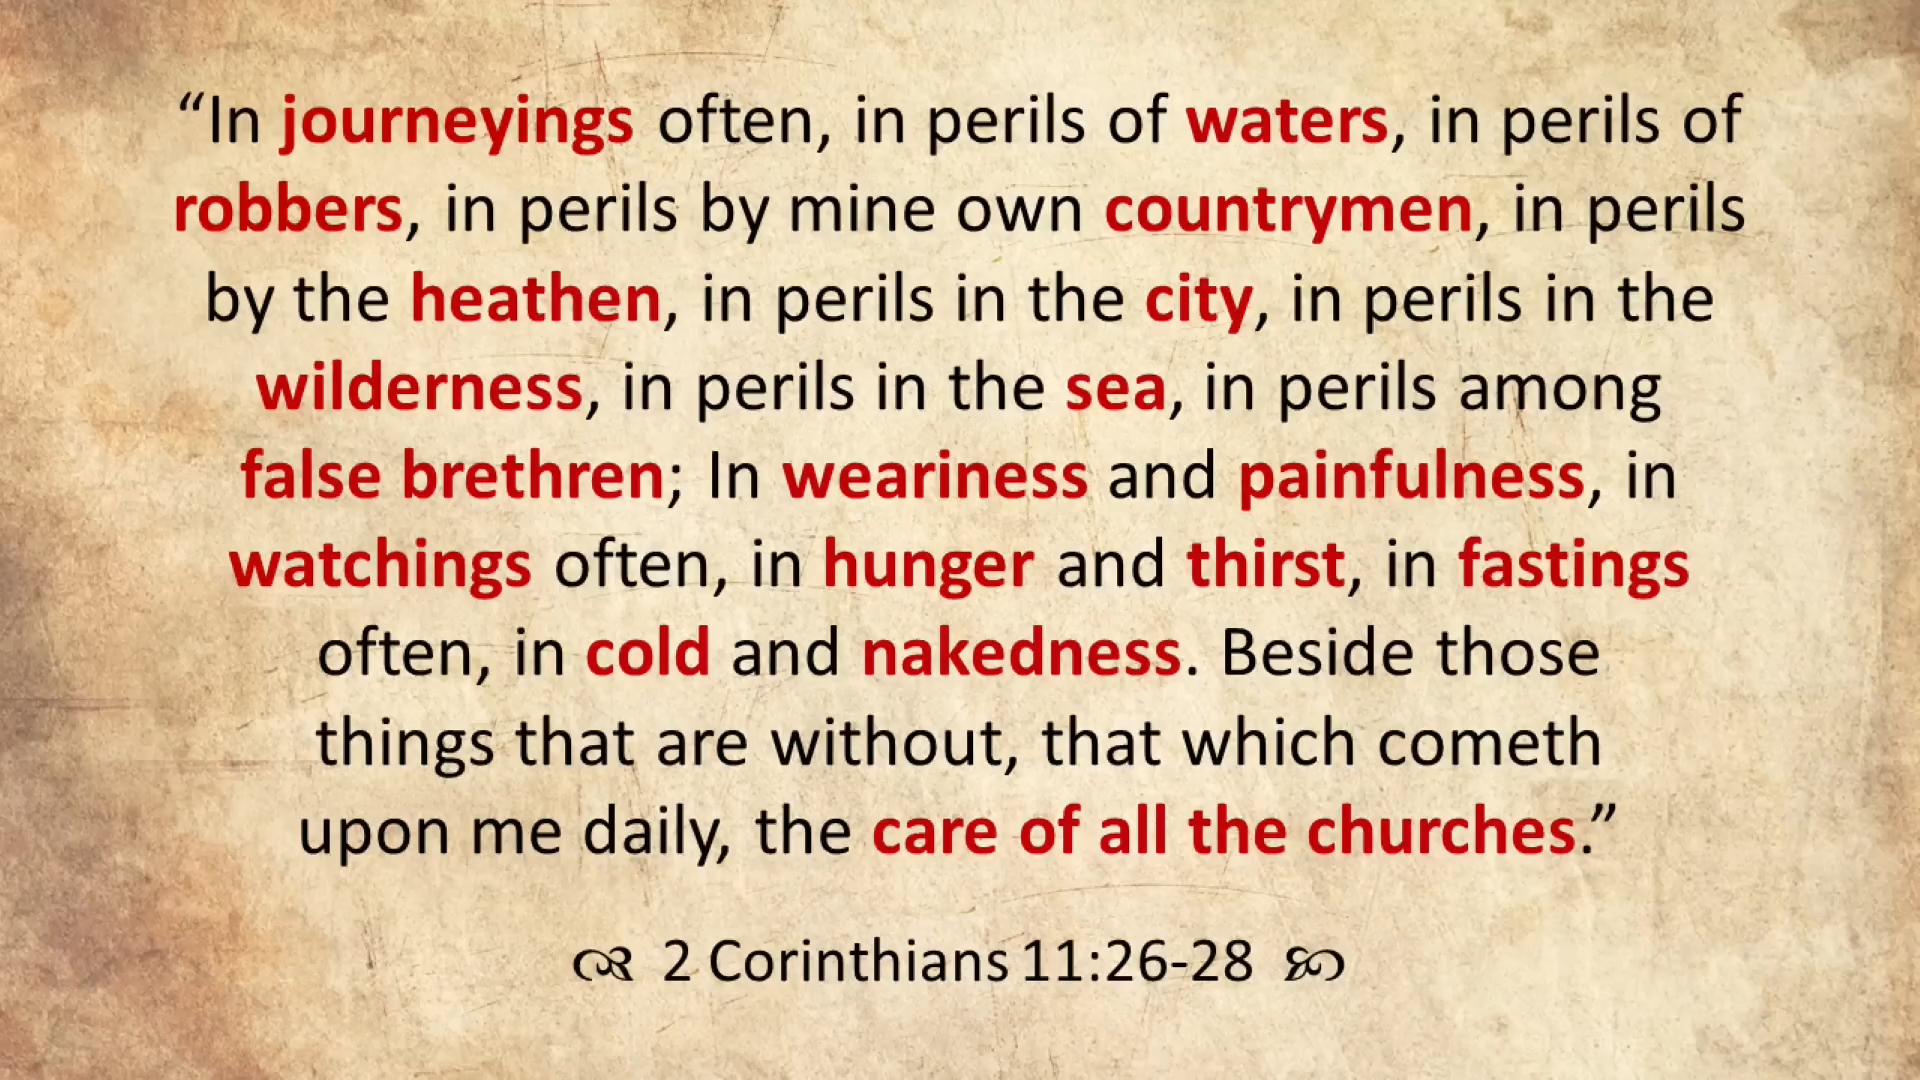 “In journeyings often, in perils of waters, in perils of
robbers, in perils by mine own countrymen, in perils
by the heathen, in perils in the city, in perils in the
wilderness, in perils in the sea, in perils among
false brethren; In weariness and painfulness, in
watchings often, in hunger and thirst, in fastings
often, in cold and nakedness. Beside those
things that are without, that which cometh
upon me daily, the care of all the churches.”
2 Corinthians 11:26-28